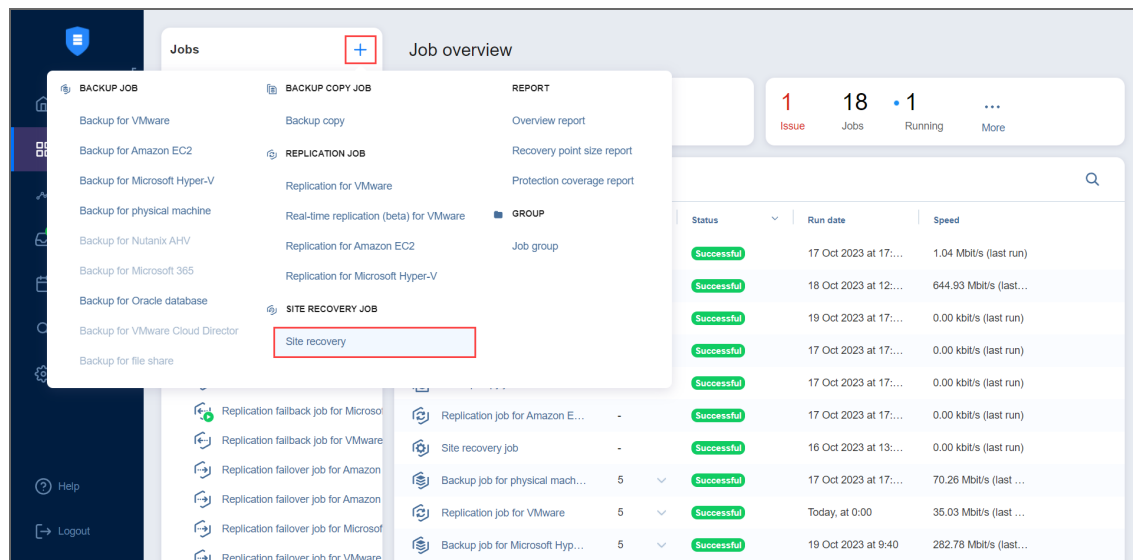 Jobs
+
Job overview
BACKUP JOB
Backup for VMware
Backup for Amazon EC2
Backup for Microsoft Hyper-V
Backup for physical machine
Backup for Nutanix AHV
Backup for Microsoft 365
Backup for Oracle database
Backup for VMware Cloud Director
Backup for file share
BACKUP COPY JOB
Backup copy
REPLICATION JOB
Replication for VMware
Real-time replication (beta) for VMware
Replication for Amazon EC2
Replication for Microsoft Hyper-V
SITE RECOVERY JOB
Site recovery
REPORT
Overview report
Recovery point size report
Protection coverage report
GROUP
Job group
1 18 1 ...
Issue Jobs Running More
Status Run date Speed
Successful 17 Oct 2023 at 17:... 1.04 Mbit/s (last run)
Successful 18 Oct 2023 at 12:... 644.93 Mbit/s (last...
Successful 19 Oct 2023 at 17:... 0.00 kbit/s (last run)
Successful 17 Oct 2023 at 17:... 0.00 kbit/s (last run)
Successful 19 Oct 2023 at 17:... 0.00 kbit/s (last run)
Replication job for Amazon E... - Successful 17 Oct 2023 at 17:... 0.00 kbit/s (last run)
Site recovery job - Successful 16 Oct 2023 at 13:... 0.00 kbit/s (last run)
Backup job for physical mach... 5 Successful 17 Oct 2023 at 17:... 70.26 Mbit/s (last ...
Replication job for VMware 5 Successful Today, at 0:00 35.03 Mbit/s (last ...
Backup job for Microsoft Hyp... 5 Successful 19 Oct 2023 at 9:40 282.78 Mbit/s (last...
Replication failback job for Microsof
Replication failback job for VMware
Replication failover job for Amazon
Replication failover job for Amazon
Replication failover job for Microsof
Replication failover job for VMware
Help
Logout